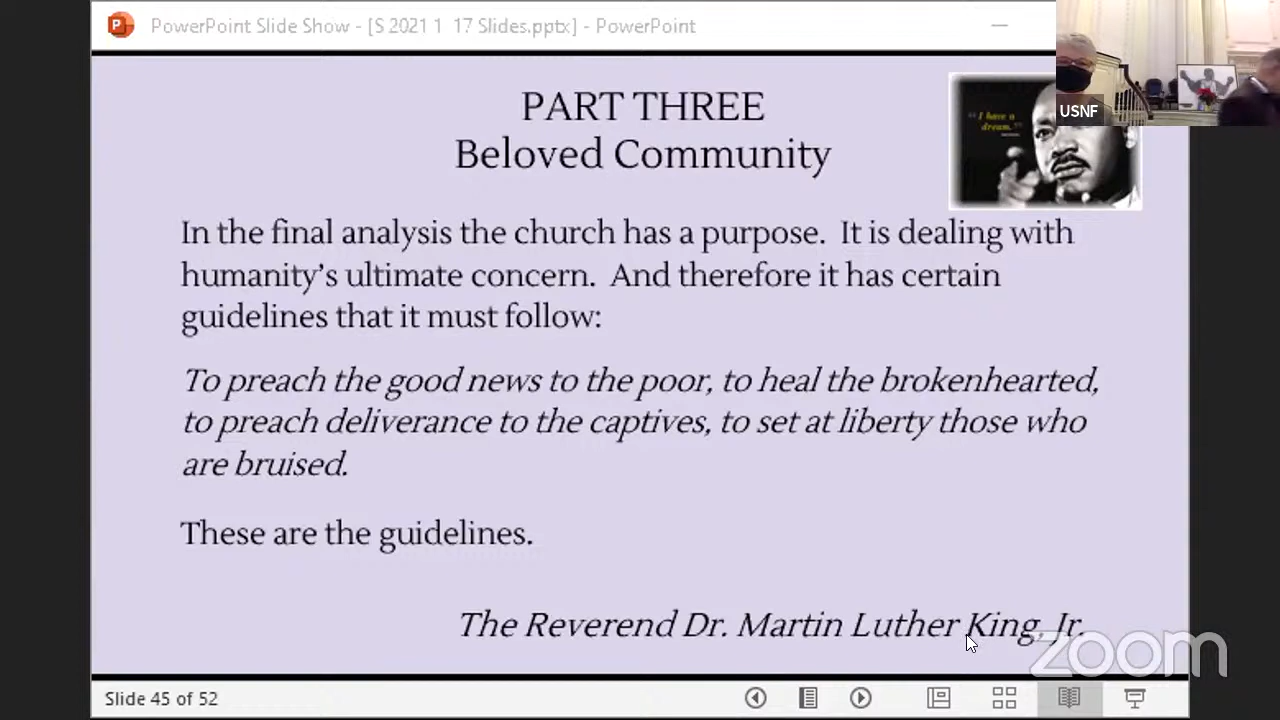 PowerPoint Slide Show - [S 2021 1 17 Slides.pptx] - PowerPoint
USNF
PART THREE
Beloved Community
"I have a
dream."
In the final analysis the church has a purpose. It is dealing with
humanity's ultimate concern. And therefore it has certain
guidelines that it must follow:
To preach the good news to the poor, to heal the brokenhearted,
to preach deliverance to the captives, to set at liberty those who
are bruised.
These are the guidelines.
The Reverend Dr. Martin Luther King, Jr.
zoom
Slide 45 of 52